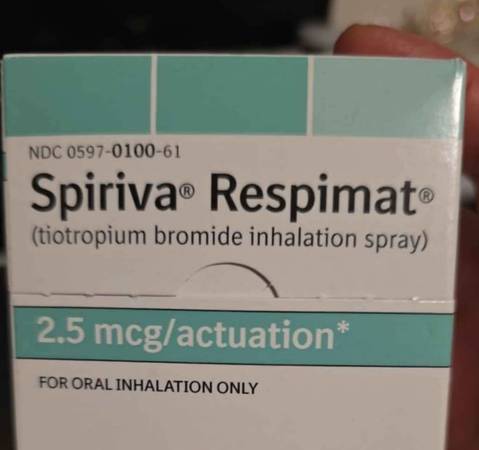 NDC 0597-0100-61
Spiriva® Respimat®
(tiotropium bromide inhalation spray)
2.5 mcg/actuation*
FOR ORAL INHALATION ONLY